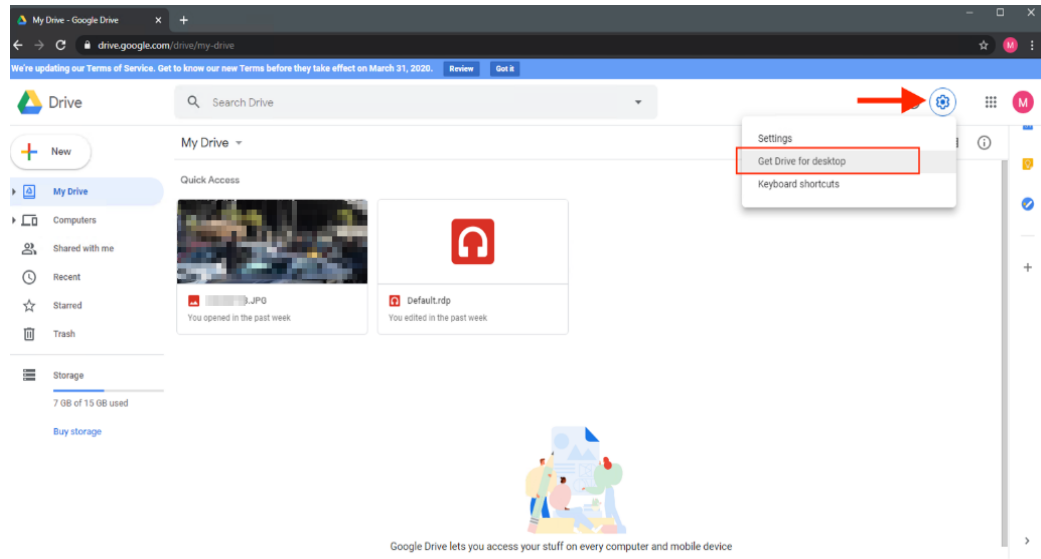 My Drive - Google Drive
drive.google.com/drive/my-drive
We're updating our Terms of Service. Get to know our new Terms before they take effect on March 31, 2020. Review Got it
Drive
Search Drive
M
M
New
My Drive
Settings
Get Drive for desktop
Keyboard shortcuts
Quick Access
My Drive
Computers
Shared with me
Recent
Starred
Trash
Storage
7 GB of 15 GB used
Buy storage
.JPG
You opened in the past week
Default.rdp
You edited in the past week
Google Drive lets you access your stuff on every computer and mobile device